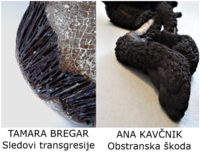 TAMARA BREGAR
Sledovi transgresije
ANA KAVČNIK
Obstranska škoda